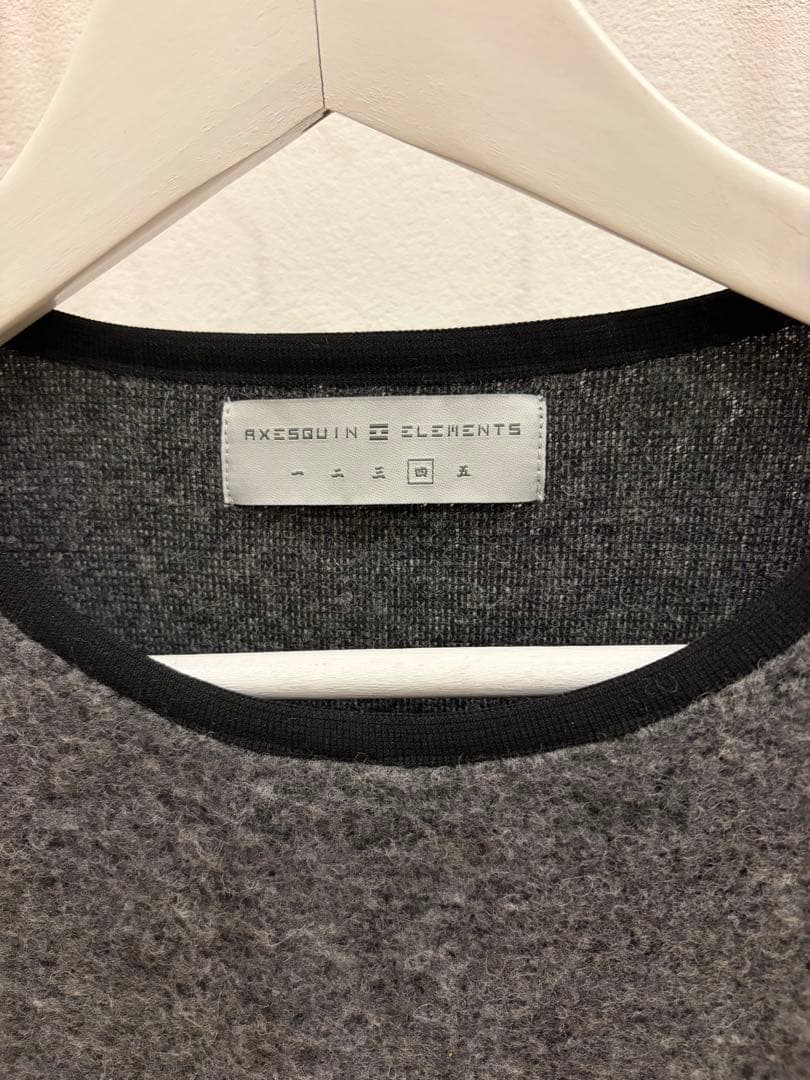 AXESQUIN ELEMENTS
一 二 三 四 五